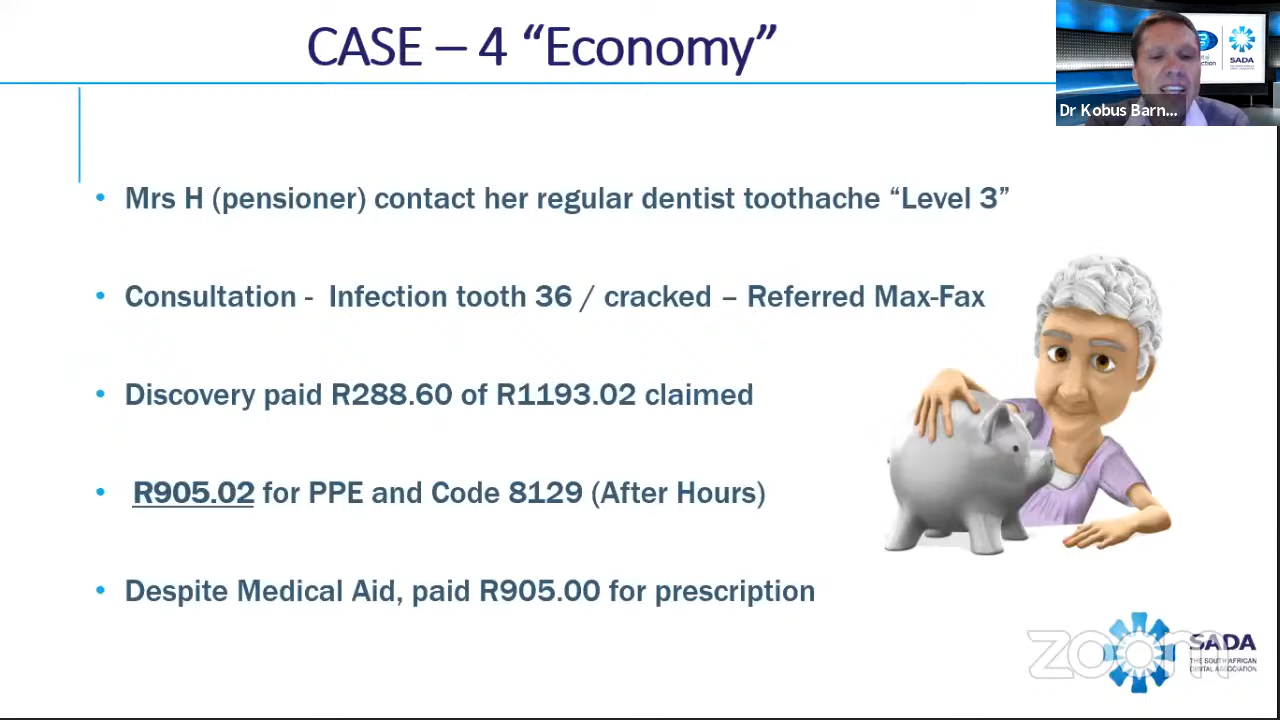 CASE – 4 “Economy”
SADA
Dr Kobus Barn...
• Mrs H (pensioner) contact her regular dentist toothache “Level 3”
• Consultation - Infection tooth 36 / cracked – Referred Max-Fax
• Discovery paid R288.60 of R1193.02 claimed
• R905.02 for PPE and Code 8129 (After Hours)
• Despite Medical Aid, paid R905.00 for prescription
zoom
SADA
THE SOUTH AFRICAN
DENTAL ASSOCIATION